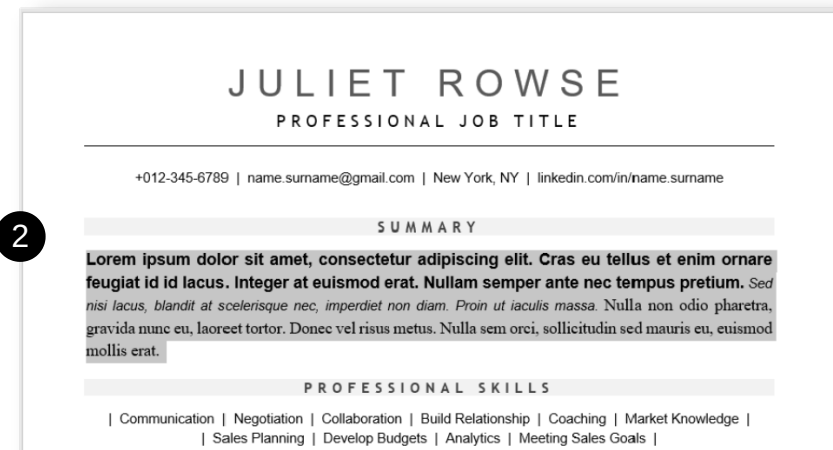 JULIET ROWSE
PROFESSIONAL JOB TITLE
+012-345-6789 | name.surname@gmail.com | New York, NY | linkedin.com/in/name.surname
2
SUMMARY
Lorem ipsum dolor sit amet, consectetur adipiscing elit. Cras eu tellus et enim ornare
feugiat id id lacus. Integer at euismod erat. Nullam semper ante nec tempus pretium. Sed
nisi lacus, blandit at scelerisque nec, imperdiet non diam. Proin ut iaculis massa. Nulla non odio pharetra,
gravida nunc eu, laoreet tortor. Donec vel risus metus. Nulla sem orci, sollicitudin sed mauris eu, euismod
mollis erat.
PROFESSIONAL SKILLS
| Communication | Negotiation | Collaboration | Build Relationship | Coaching | Market Knowledge |
| Sales Planning | Develop Budgets | Analytics | Meeting Sales Goals |